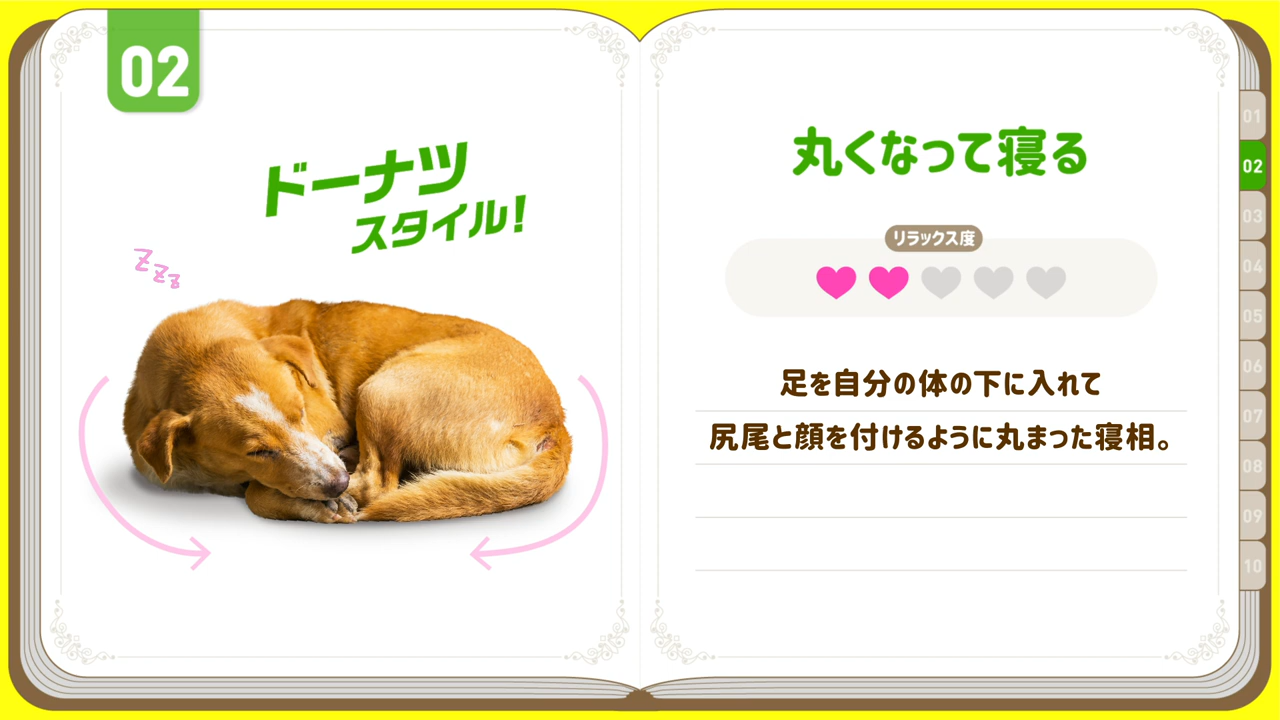 02
ドーナツ
スタイル!
zzz
丸くなって寝る
リラックス度
足を自分の体の下に入れて
尻尾と顔を付けるように丸まった寝相。
01
02
03
04
05
06
07
08
09
10